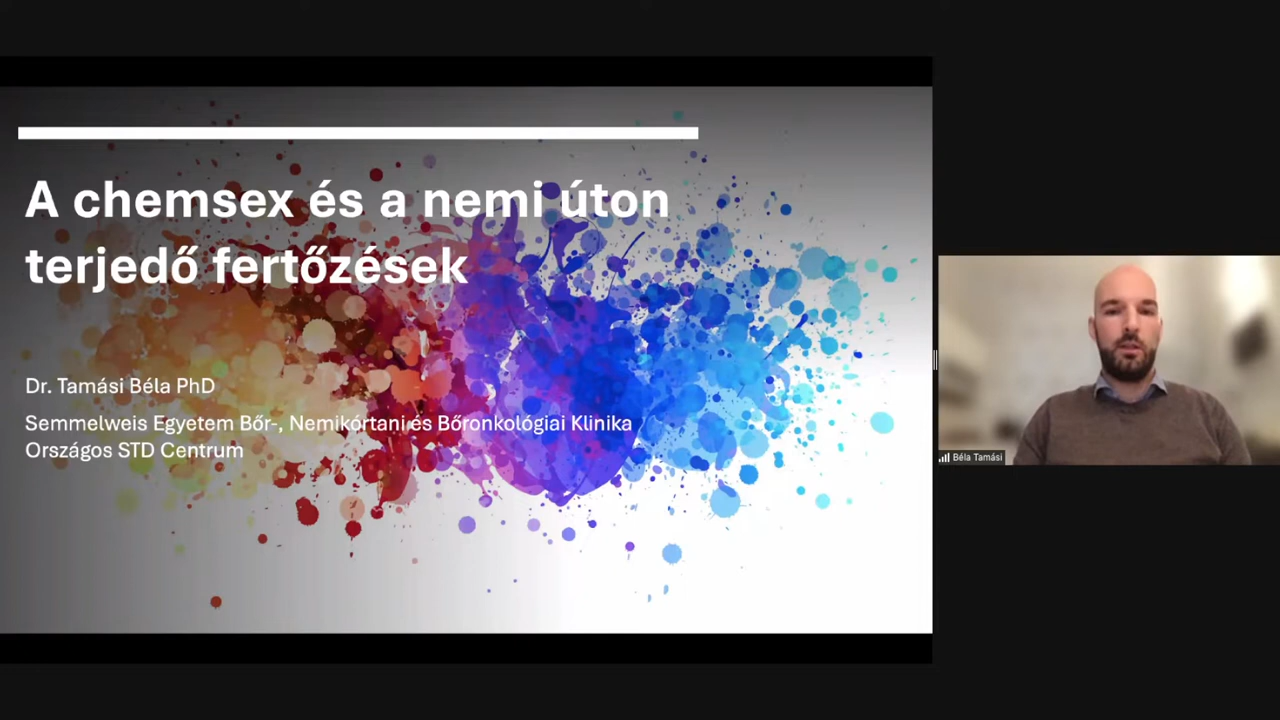 A chemsex és a nemi úton
terjedő fertőzések
Dr. Tamási Béla PhD
Semmelweis Egyetem Bőr-, Nemikórtani és Bőronkológiai Klinika
Országos STD Centrum
Béla Tamási